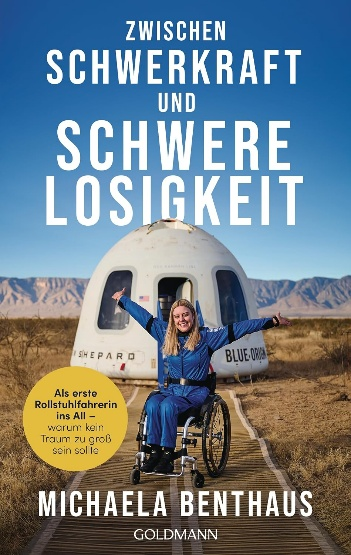 ZWISCHEN
SCHWERKRAFT
UND
SCHWERE
LOSIGKEIT
SHEPARD
BLUE ORIGIN
Als erste
Rollstuhlfahrerin
ins All –
warum kein
Traum zu groß
sein sollte
MICHAELA BENTHAUS
GOLDMANN